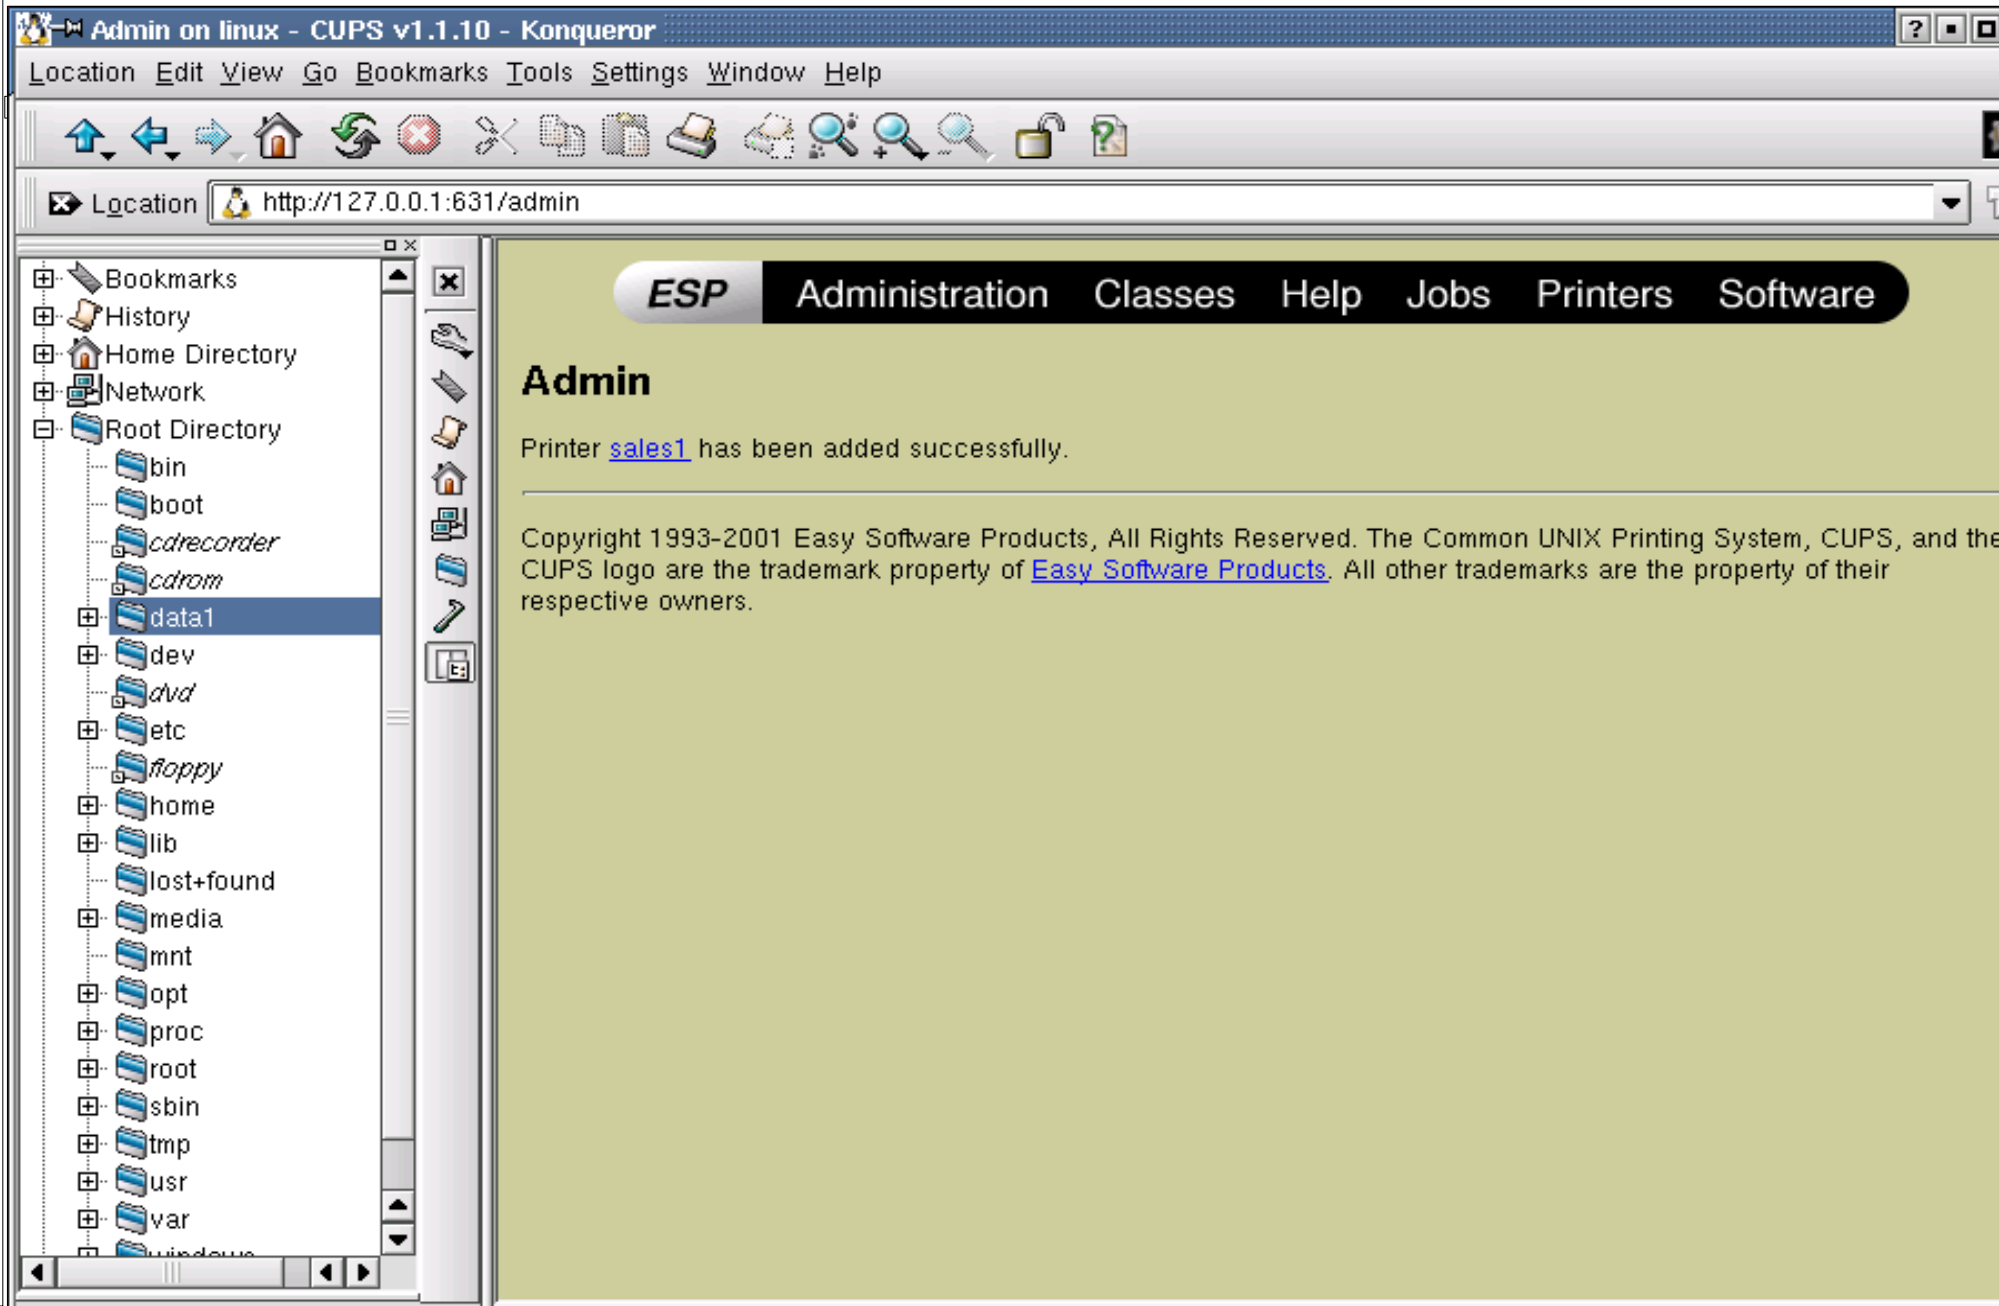 Admin on linux - CUPS v1.1.10 - Konqueror
Location Edit View Go Bookmarks Tools Settings Window Help
Location http://127.0.0.1:631/admin
Bookmarks
History
Home Directory
Network
Root Directory
bin
boot
cdrecorder
cdrom
data1
dev
dvd
etc
floppy
home
lib
lost+found
media
mnt
opt
proc
root
sbin
tmp
usr
var
windows
ESP Administration Classes Help Jobs Printers Software
Admin
Printer sales1 has been added successfully.
Copyright 1993-2001 Easy Software Products, All Rights Reserved. The Common UNIX Printing System, CUPS, and the
CUPS logo are the trademark property of Easy Software Products. All other trademarks are the property of their
respective owners.